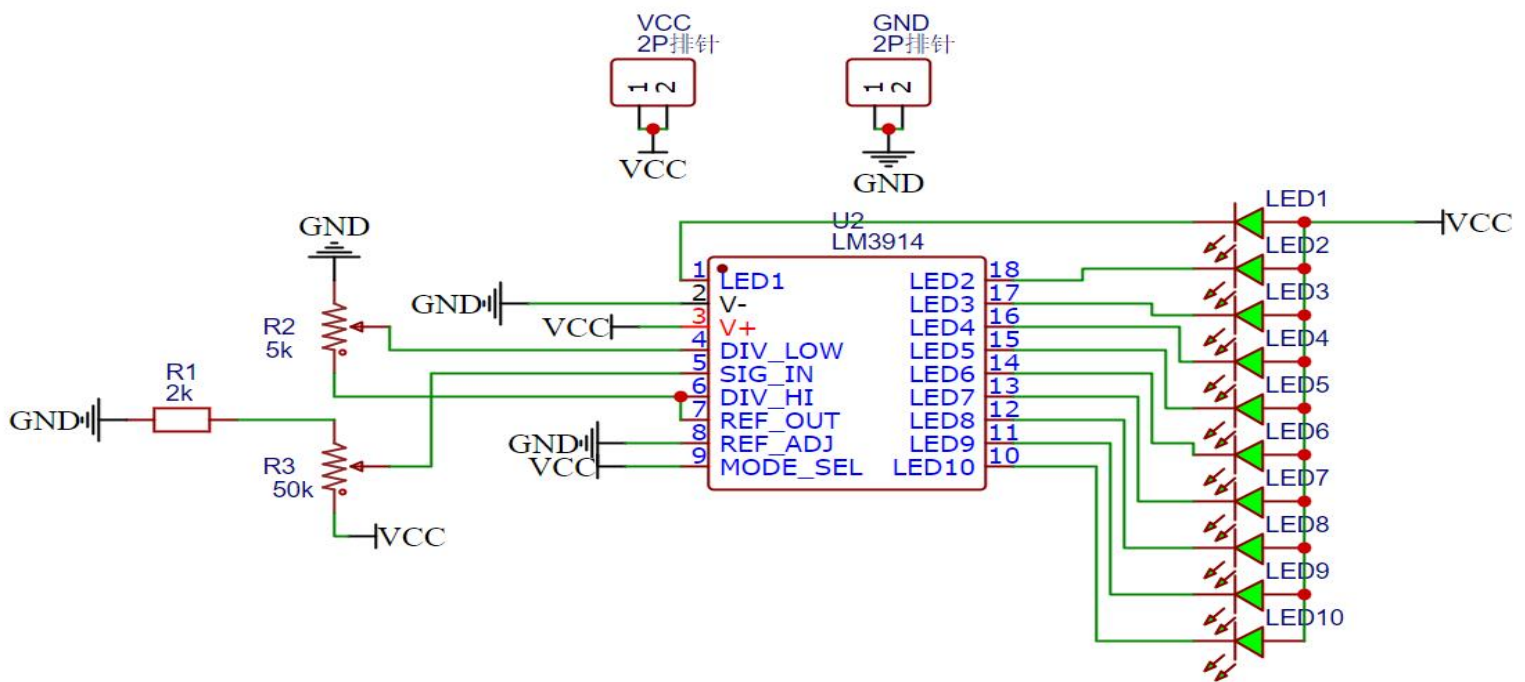 VCC
2P排针
1 2
VCC
GND
2P排针
1 2
GND
U2
LM3914
1 LED1
2 V-
3 V+
4 DIV_LOW
5 SIG_IN
6 DIV_HI
7 REF_OUT
8 REF_ADJ
9 MODE_SEL
LED2 18
LED3 17
LED4 16
LED5 15
LED6 14
LED7 13
LED8 12
LED9 11
LED10 10
GND
VCC
GND
VCC
GND
R2
5k
R1
2k
GND
R3
50k
VCC
LED1
VCC
LED2
LED3
LED4
LED5
LED6
LED7
LED8
LED9
LED10